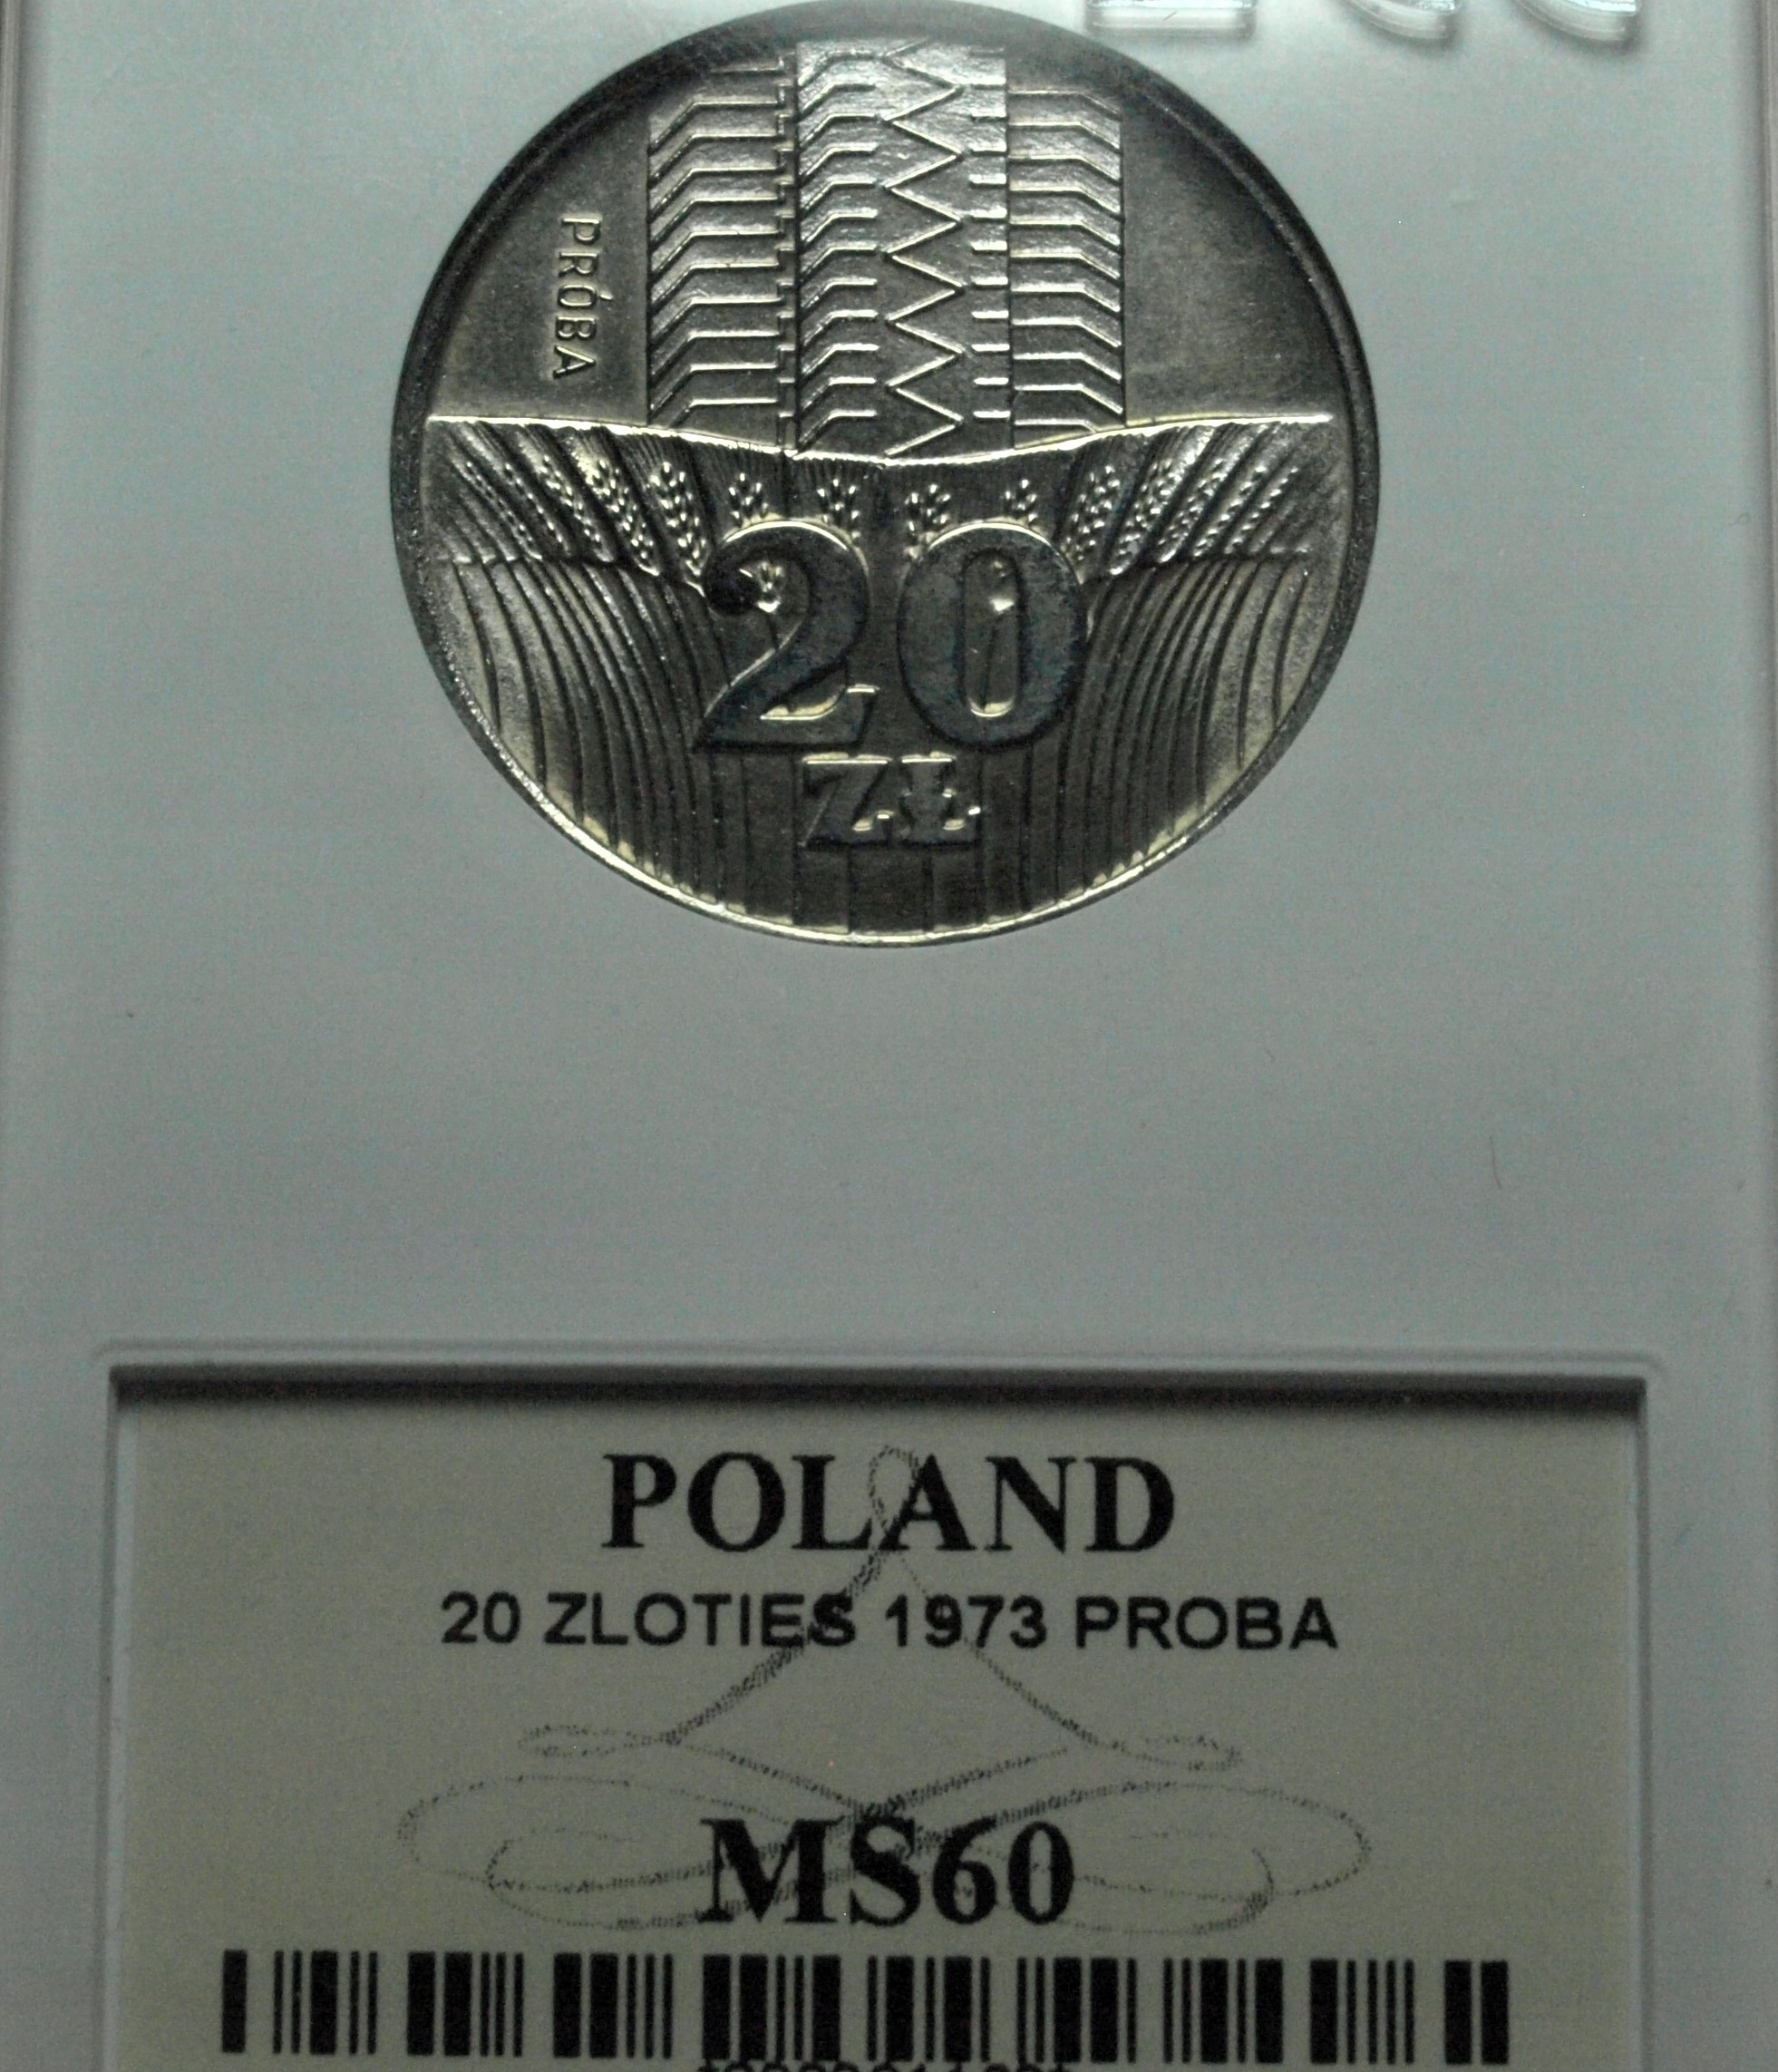 PRÓBA
20
ZŁ
POLAND
20 ZLOTIES 1973 PROBA
MS60